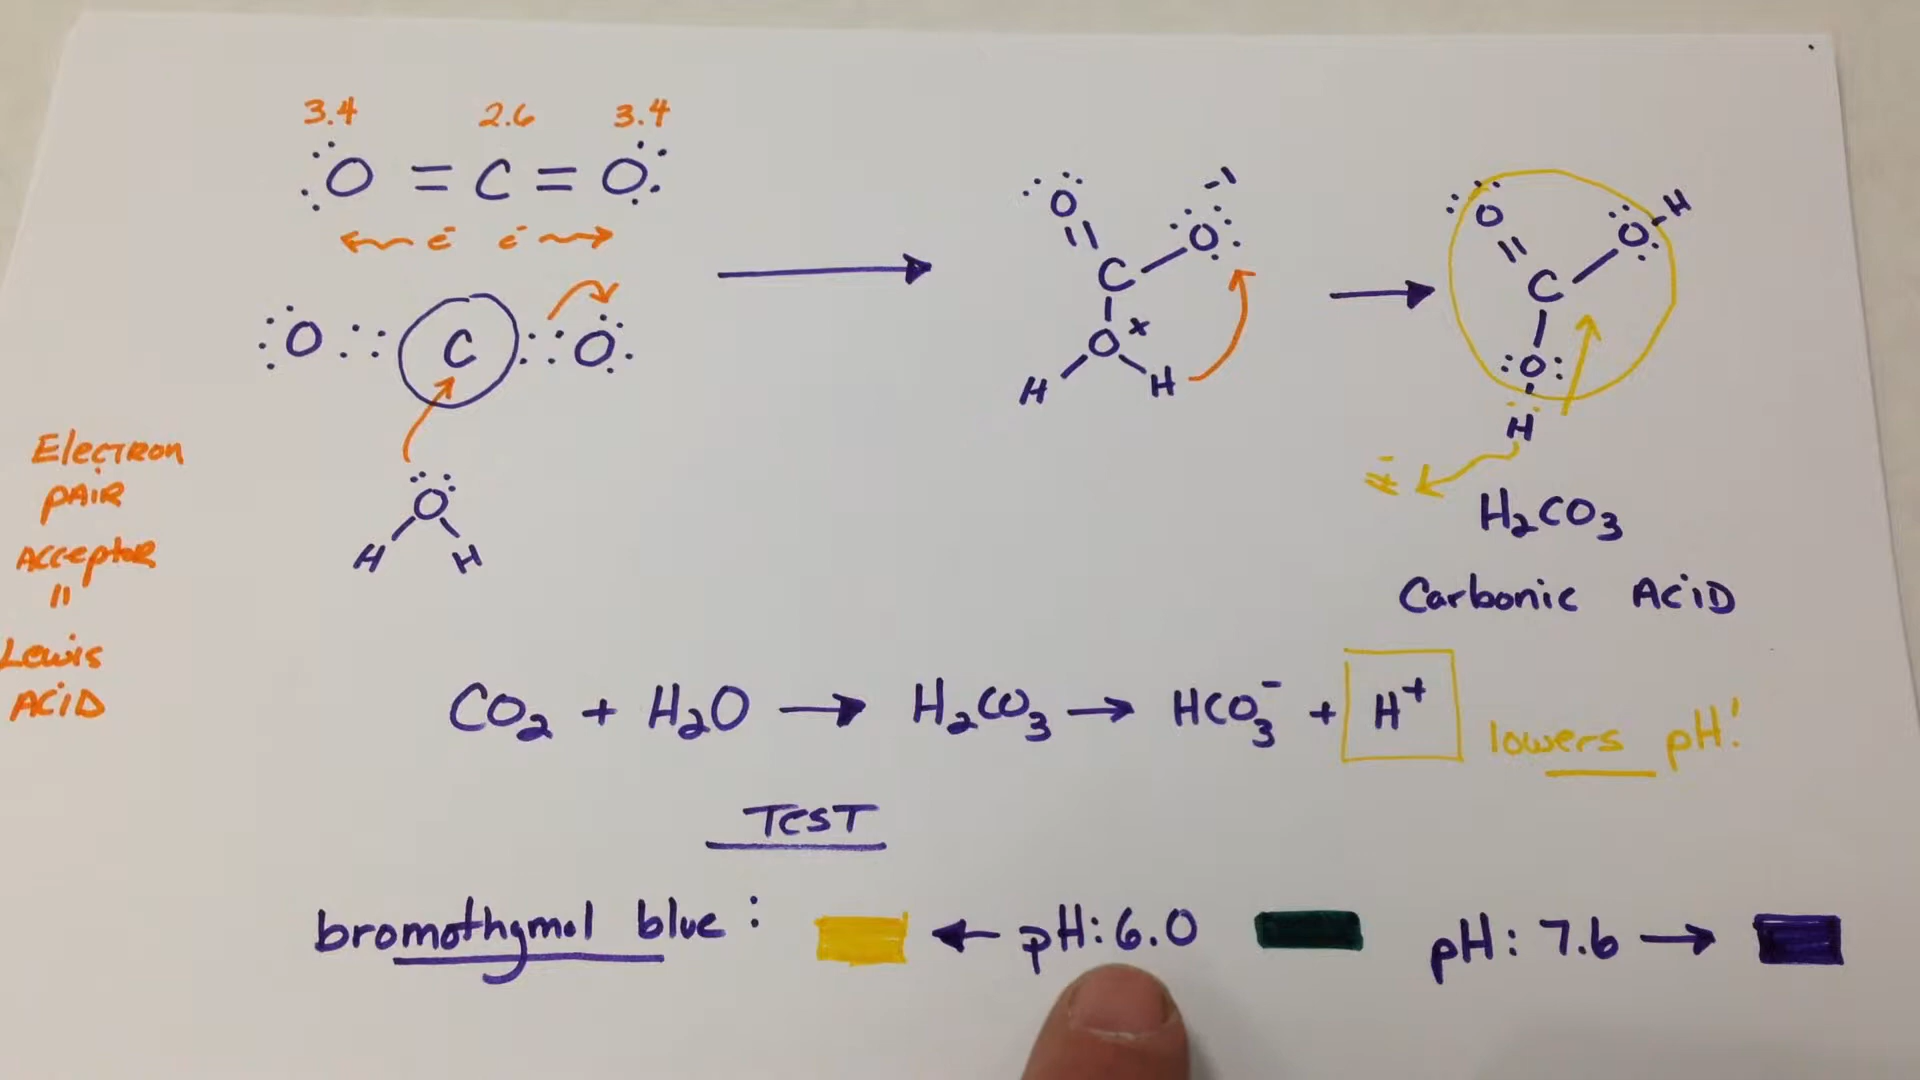 3.4 2.6 3.4
O = C = O
e⁻ e⁻
O C O
O
H H
Electron
pair
Acceptor
=
Lewis
Acid
O O -1
C
O +
H H
O O-H
C
O
H
+
H₂CO₃
Carbonic Acid
CO₂ + H₂O → H₂CO₃ → HCO₃⁻ + H⁺ lowers pH!
TEST
bromothymol blue: ← pH: 6.0 pH: 7.6 →